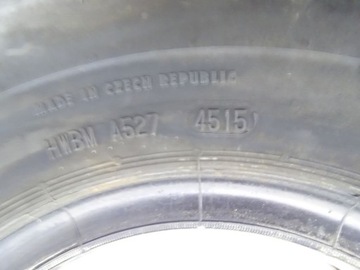 MADE IN CZECH REPUBLIC
HWBM A527 4515